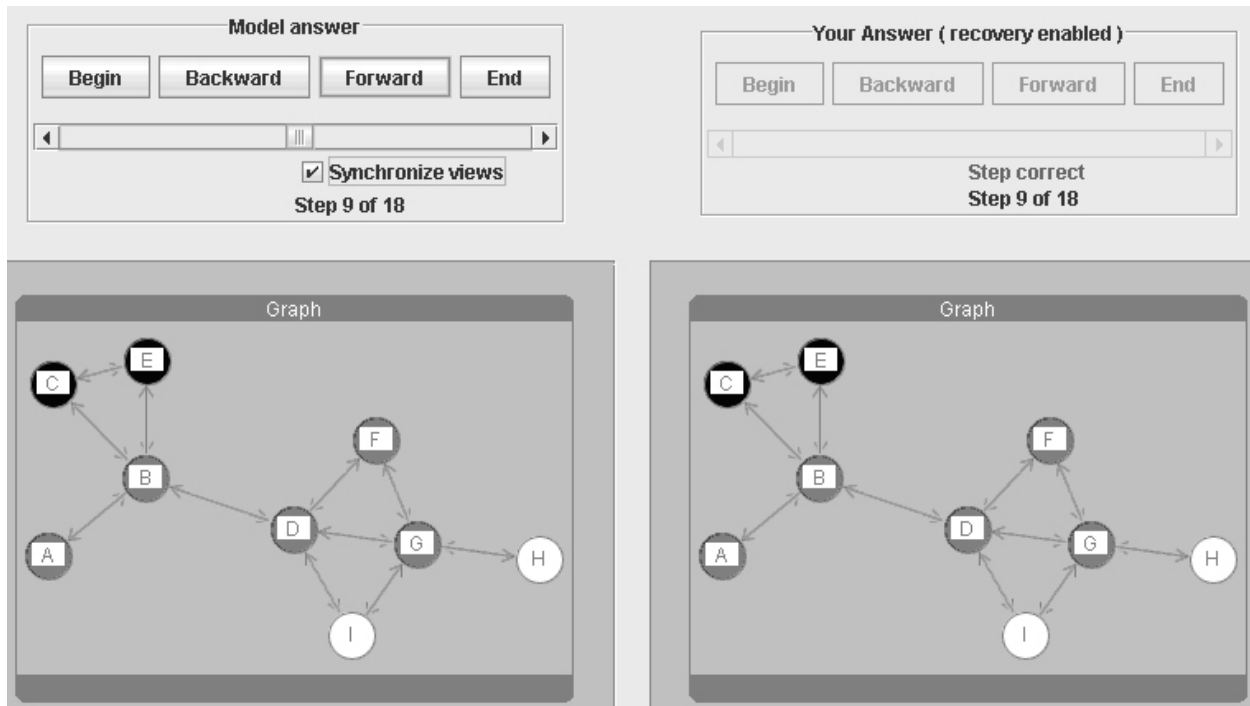 Model answer
Begin Backward Forward End
Synchronize views
Step 9 of 18
Your Answer ( recovery enabled )
Begin Backward Forward End
Step correct
Step 9 of 18
Graph
C
E
F
B
D
G
A
H
I
Graph
C
E
F
B
D
G
A
H
I